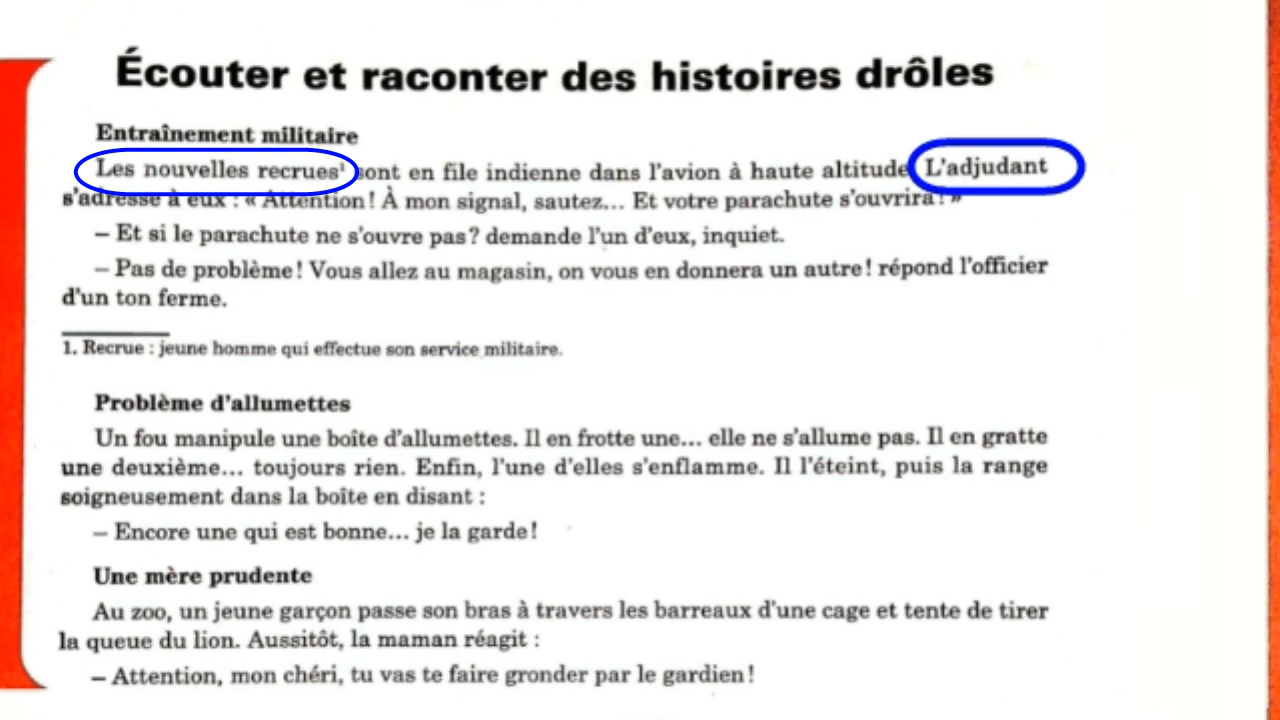 Écouter et raconter des histoires drôles
Entraînement militaire
Les nouvelles recrues¹ sont en file indienne dans l'avion à haute altitude. L'adjudant
s'adresse à eux : « Attention! À mon signal, sautez... Et votre parachute s'ouvrira! »
– Et si le parachute ne s'ouvre pas? demande l'un d'eux, inquiet.
– Pas de problème! Vous allez au magasin, on vous en donnera un autre! répond l'officier
d'un ton ferme.
1. Recrue : jeune homme qui effectue son service militaire.
Problème d'allumettes
Un fou manipule une boîte d'allumettes. Il en frotte une... elle ne s'allume pas. Il en gratte
une deuxième... toujours rien. Enfin, l'une d'elles s'enflamme. Il l'éteint, puis la range
soigneusement dans la boîte en disant :
– Encore une qui est bonne... je la garde!
Une mère prudente
Au zoo, un jeune garçon passe son bras à travers les barreaux d'une cage et tente de tirer
la queue du lion. Aussitôt, la maman réagit :
– Attention, mon chéri, tu vas te faire gronder par le gardien!